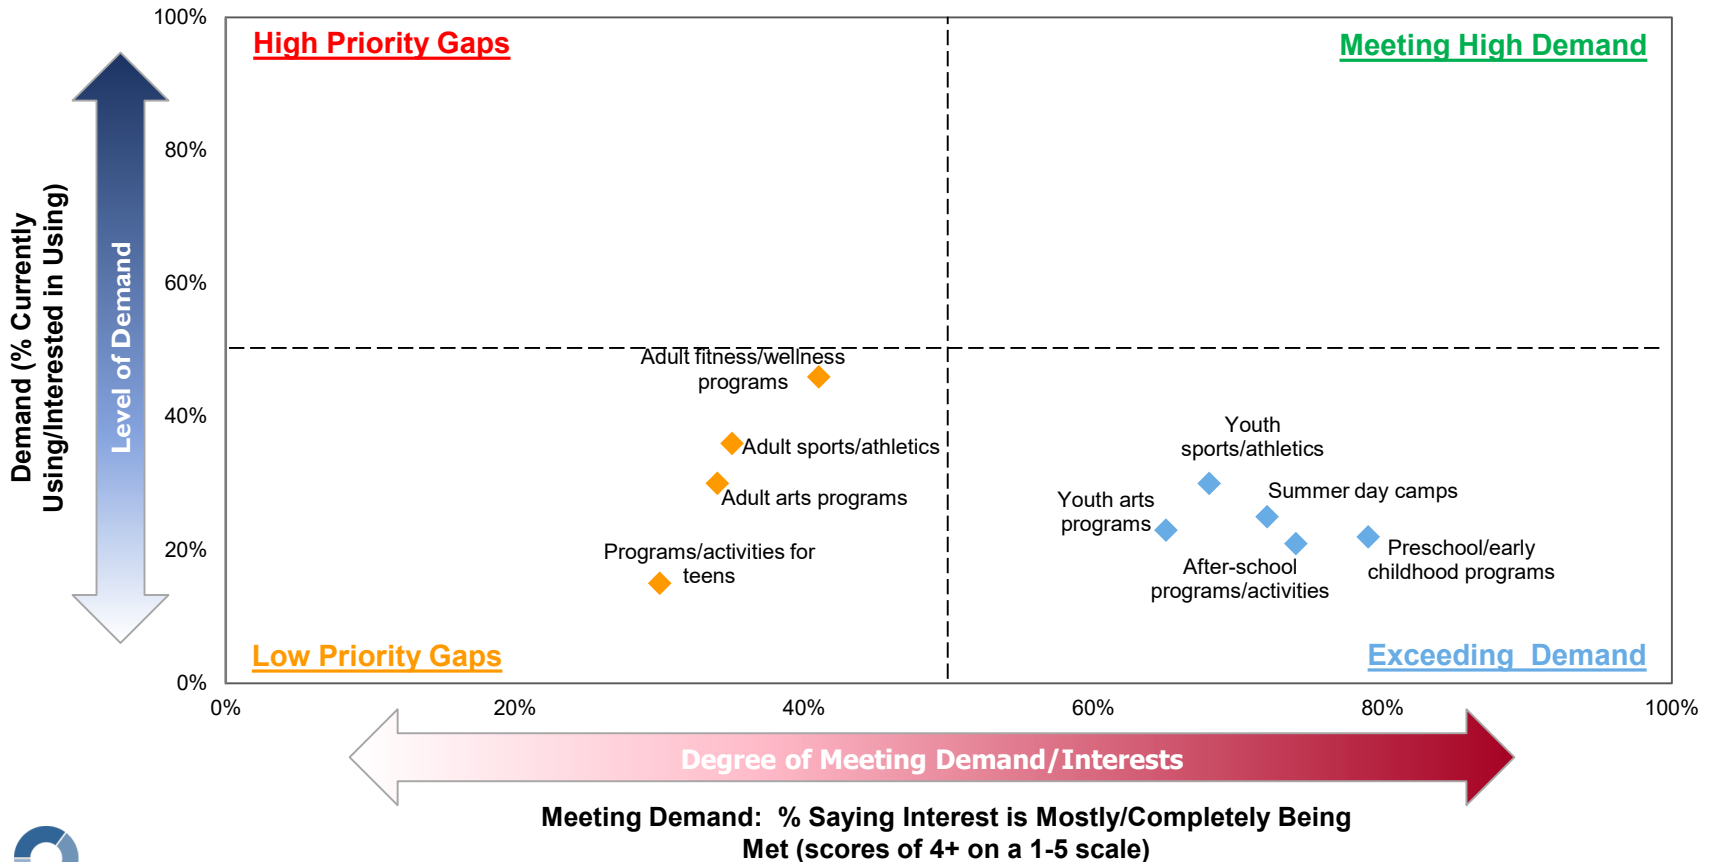 100%
High Priority Gaps
Meeting High Demand
80%
60%
40%
20%
0%
Demand (% Currently
Using/Interested in Using)
Level of Demand
Adult fitness/wellness
programs
Adult sports/athletics
Adult arts programs
Programs/activities for
teens
Youth
sports/athletics
Youth arts
programs
Summer day camps
After-school
programs/activities
Preschool/early
childhood programs
Low Priority Gaps
Exceeding  Demand
0%
20%
40%
60%
80%
100%
Degree of Meeting Demand/Interests
Meeting Demand:  % Saying Interest is Mostly/Completely Being
Met (scores of 4+ on a 1-5 scale)